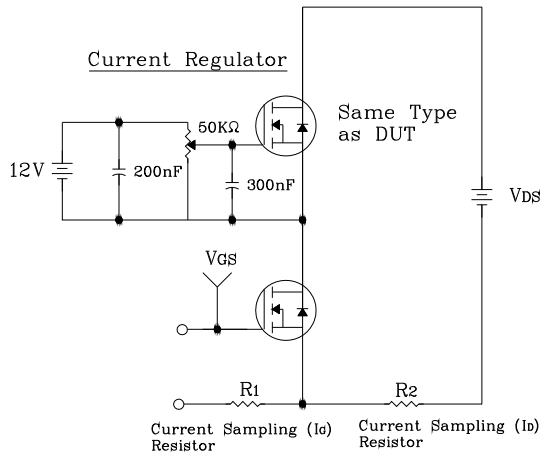 Current Regulator
Same Type
as DUT
50KΩ
12V
200nF
300nF
VDS
VGS
R1
R2
Current Sampling (IG)
Resistor
Current Sampling (ID)
Resistor